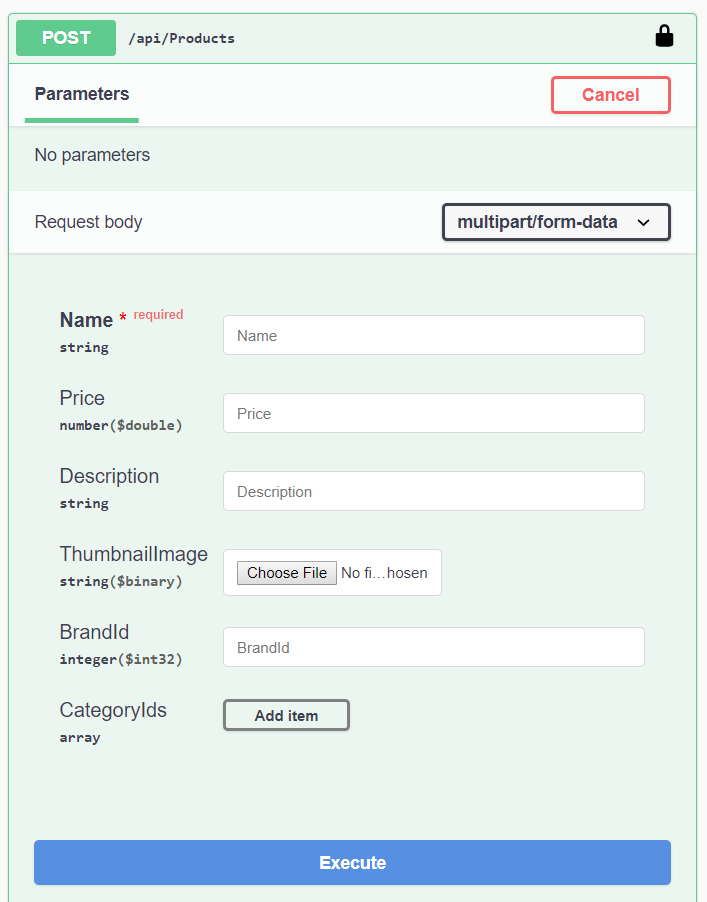 POST /api/Products
Parameters
Cancel
No parameters
Request body
multipart/form-data
Name * required
string
Name
Price
number($double)
Price
Description
string
Description
ThumbnailImage
string($binary)
Choose File No fi...hosen
BrandId
integer($int32)
BrandId
CategoryIds
array
Add item
Execute